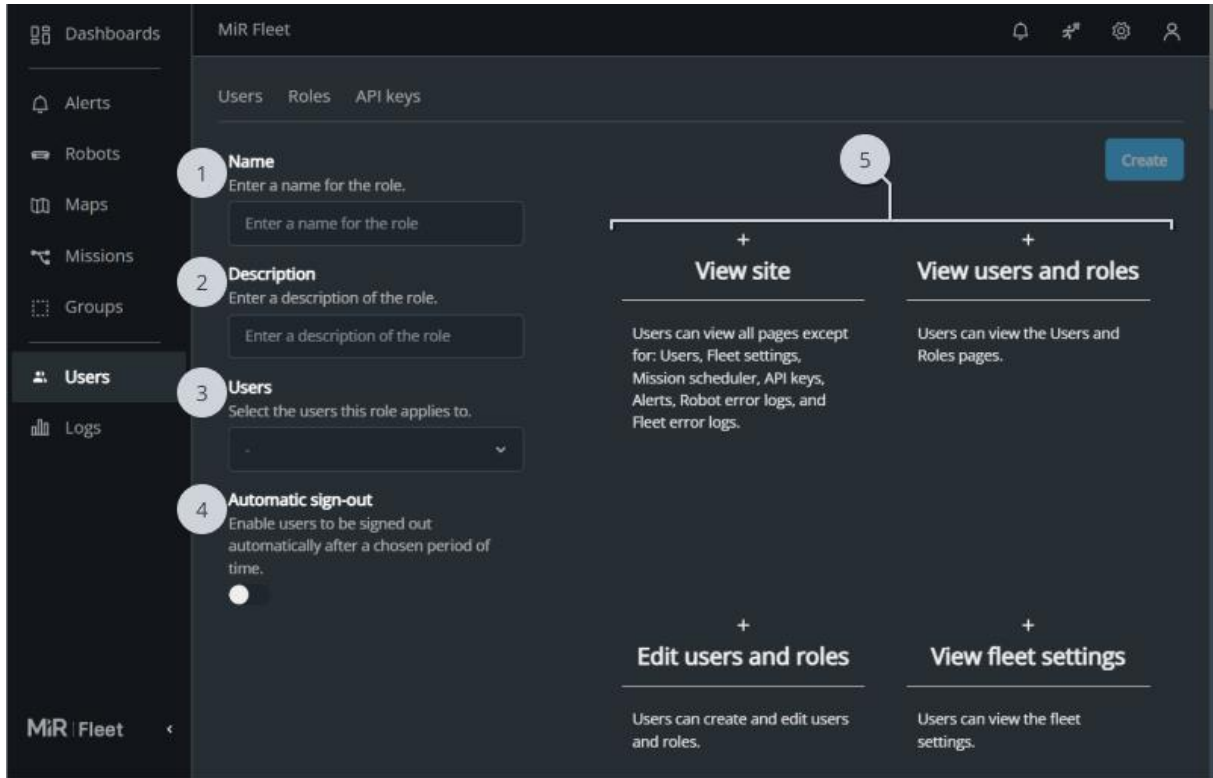 Dashboards
MiR Fleet
Alerts
Robots
Maps
Missions
Groups
Users
Logs
MiR Fleet
Users Roles API keys
1
Name
Enter a name for the role.
Enter a name for the role
2
Description
Enter a description of the role.
Enter a description of the role
3
Users
Select the users this role applies to.
-
4
Automatic sign-out
Enable users to be signed out
automatically after a chosen period of
time.
5
Create
+
View site
Users can view all pages except
for: Users, Fleet settings,
Mission scheduler, API keys,
Alerts, Robot error logs, and
Fleet error logs.
+
View users and roles
Users can view the Users and
Roles pages.
+
Edit users and roles
Users can create and edit users
and roles.
+
View fleet settings
Users can view the fleet
settings.